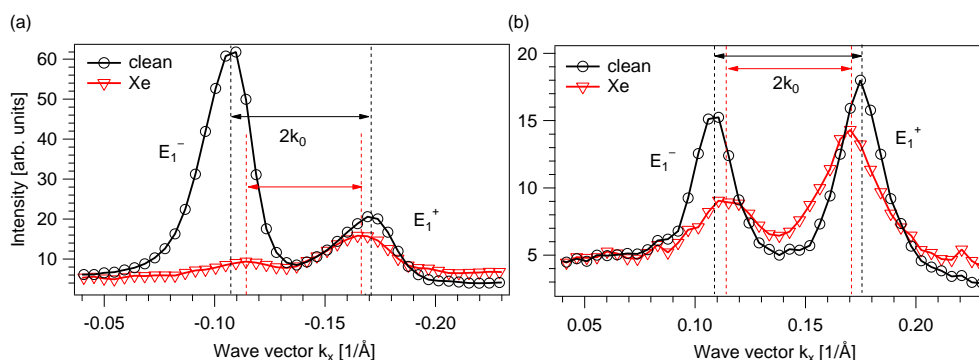 (a)
clean
Xe
2k₀
E₁⁻
E₁⁺
Intensity [arb. units]
60
50
40
30
20
10
-0.05
-0.10
-0.15
-0.20
Wave vector kₓ [1/Å]
(b)
clean
Xe
2k₀
E₁⁻
E₁⁺
20
15
10
5
0.05
0.10
0.15
0.20
Wave vector kₓ [1/Å]